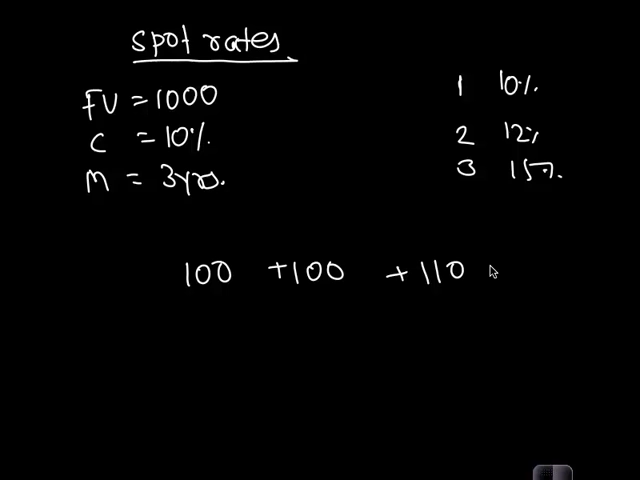 spot rates
FV = 1000
C = 10%.
M = 3yrs.
1 10%.
2 12%
3 15%.
100 +100 +110